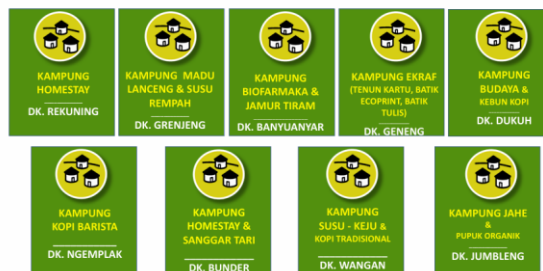 KAMPUNG
HOMESTAY
DK. REKUNING
KAMPUNG MADU
LANCENG & SUSU
REMPAH
DK. GRENJENG
KAMPUNG
BIOFARMAKA &
JAMUR TIRAM
DK. BANYUANYAR
KAMPUNG EKRAF
(TENUN KARTU, BATIK
ECOPRINT, BATIK
TULIS)
DK. GENENG
KAMPUNG
BUDAYA &
KEBUN KOPI
DK. DUKUH
KAMPUNG
KOPI BARISTA
DK. NGEMPLAK
KAMPUNG
HOMESTAY &
SANGGAR TARI
DK. BUNDER
KAMPUNG
SUSU - KEJU &
KOPI TRADISIONAL
DK. WANGAN
KAMPUNG JAHE
&
PUPUK ORGANIK
DK. JUMBLENG